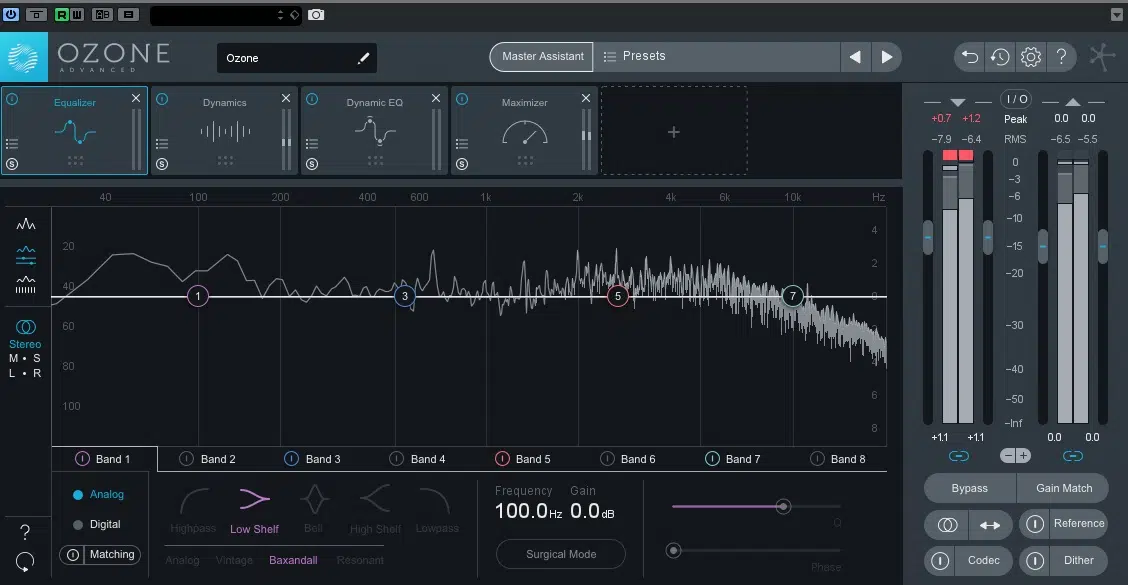 R W AB
OZONE
ADVANCED
Ozone
Master Assistant
Presets
?
Equalizer
Dynamics
Dynamic EQ
Maximizer
S
S
S
S
+
I / O
+0.7 +1.2 Peak 0.0 0.0
-7.9 -6.4 RMS -6.5 -5.5
40 100 200 400 600 1k 2k 4k 6k 10k Hz
20
40
60
80
100
4
2
0
6
8
1 3 5 7
Stereo
M • S
L • R
0
-3
-6
-10
-15
-20
-30
-40
-50
-Inf
+1.1 +1.1 0.0 0.0
Band 1 Band 2 Band 3 Band 4 Band 5 Band 6 Band 7 Band 8
Analog
Digital
Matching
Highpass Low Shelf Bell High Shelf Lowpass
Analog Vintage Baxandall Resonant
Frequency Gain
100.0Hz 0.0dB
Surgical Mode
Q
Phase
?
Bypass Gain Match
Reference
Codec Dither